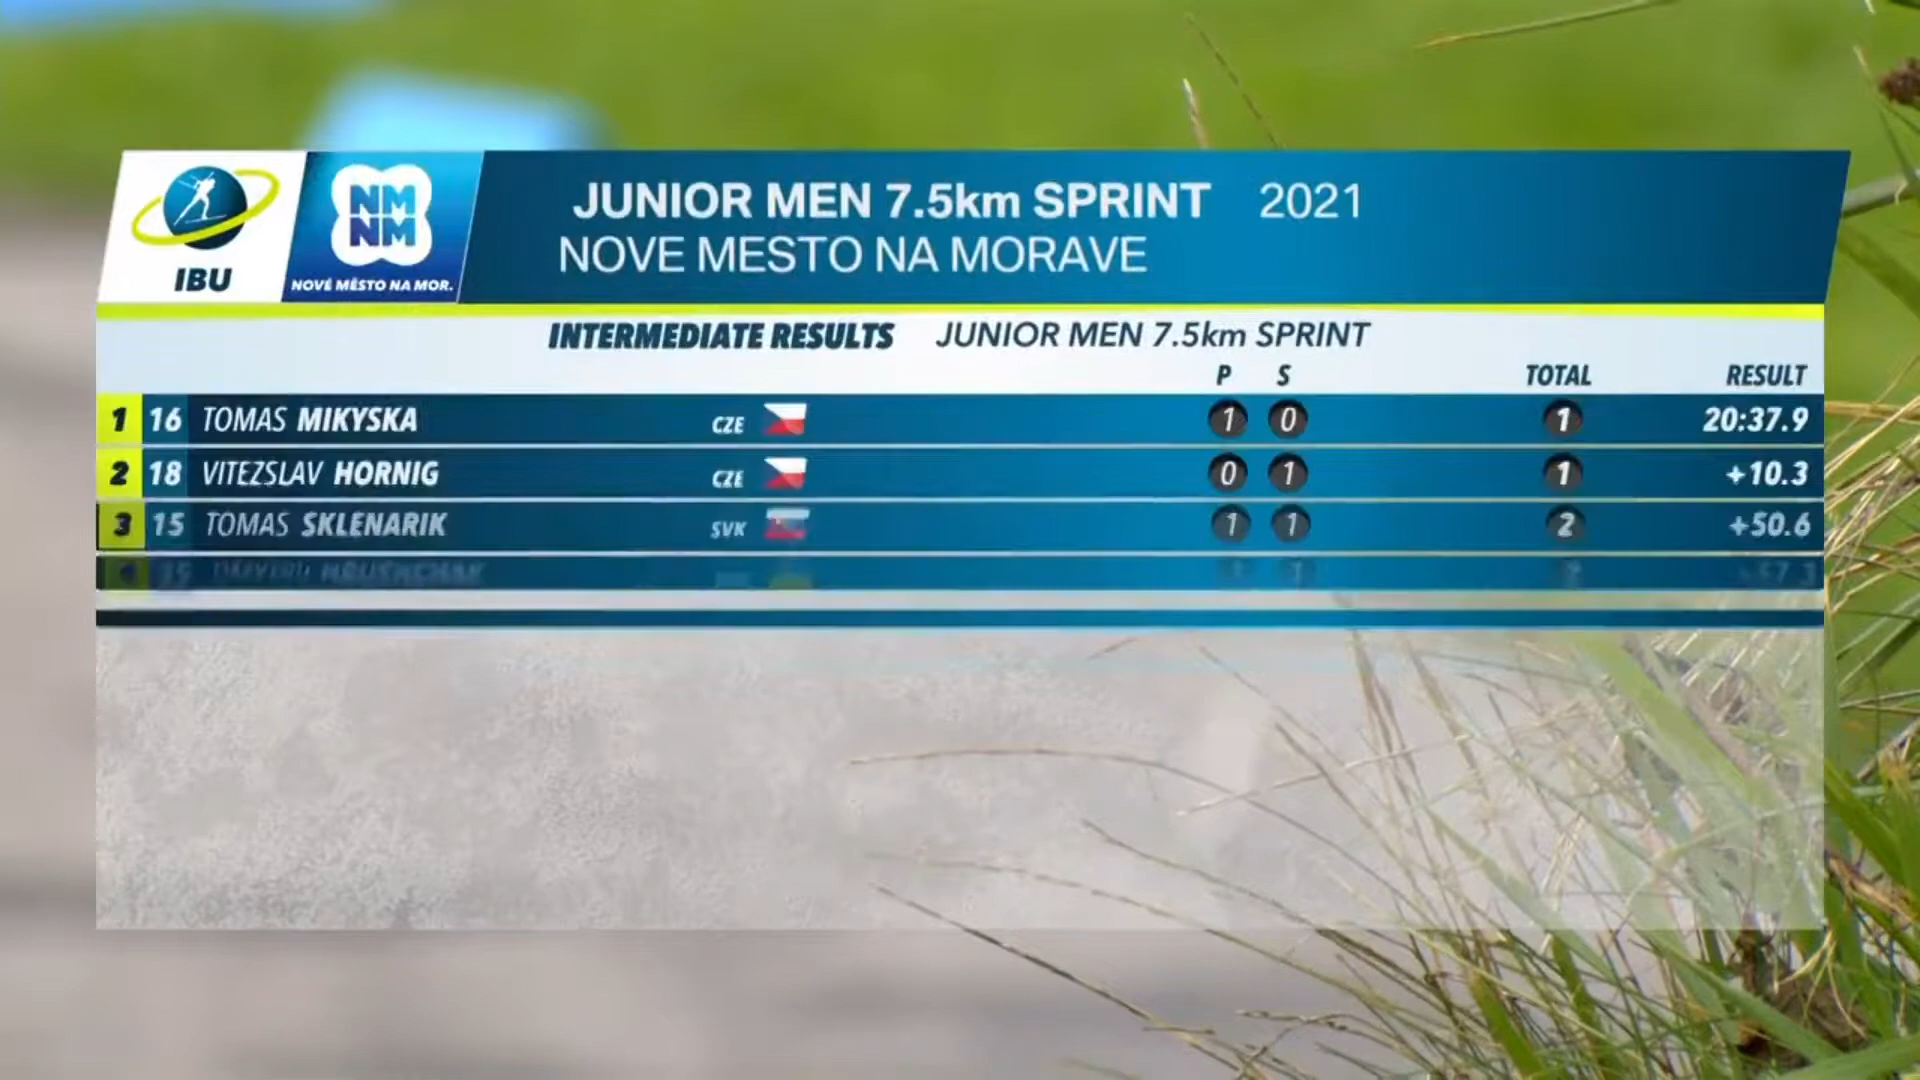 JUNIOR MEN 7.5km SPRINT 2021
NOVE MESTO NA MORAVE
IBU
NM
NM
NOVÉ MĚSTO NA MOR.
INTERMEDIATE RESULTS JUNIOR MEN 7.5km SPRINT
P S TOTAL RESULT
1 16 TOMAS MIKYSKA CZE 1 0 1 20:37.9
2 18 VITEZSLAV HORNIG CZE 0 1 1 +10.3
3 15 TOMAS SKLENARIK SVK 1 1 2 +50.6